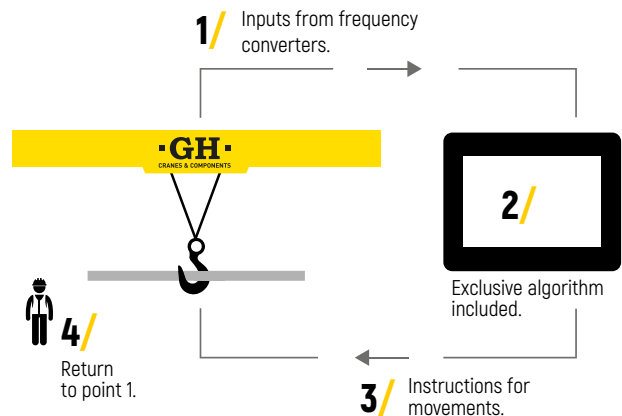 1/ Inputs from frequency
converters.
·GH·
CRANES & COMPONENTS
2/
Exclusive algorithm
included.
4/
Return
to point 1.
3/ Instructions for
movements.